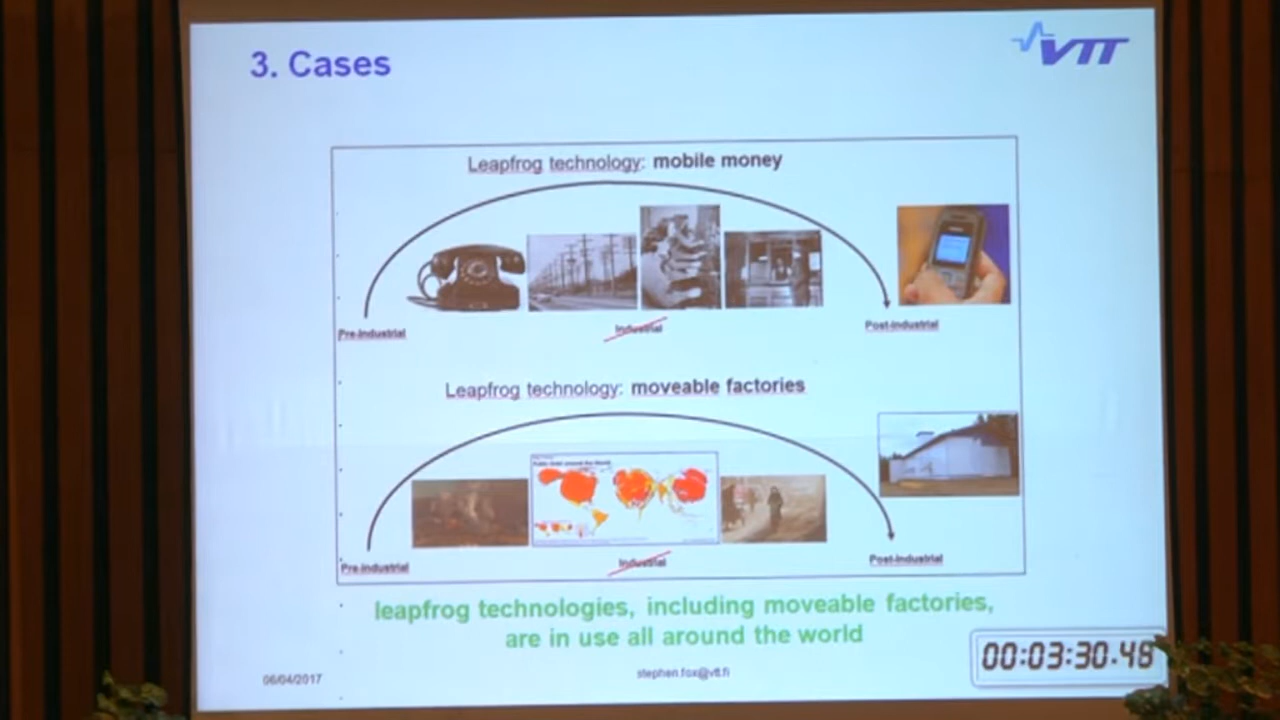 3. Cases
VTT
Leapfrog technology: mobile money
Pre-industrial
Industrial
Post-industrial
Leapfrog technology: moveable factories
Pre-industrial
Industrial
Post-industrial
leapfrog technologies, including moveable factories,
are in use all around the world
06/04/2017
stephen.fox@vtt.fi
00:03:30.48